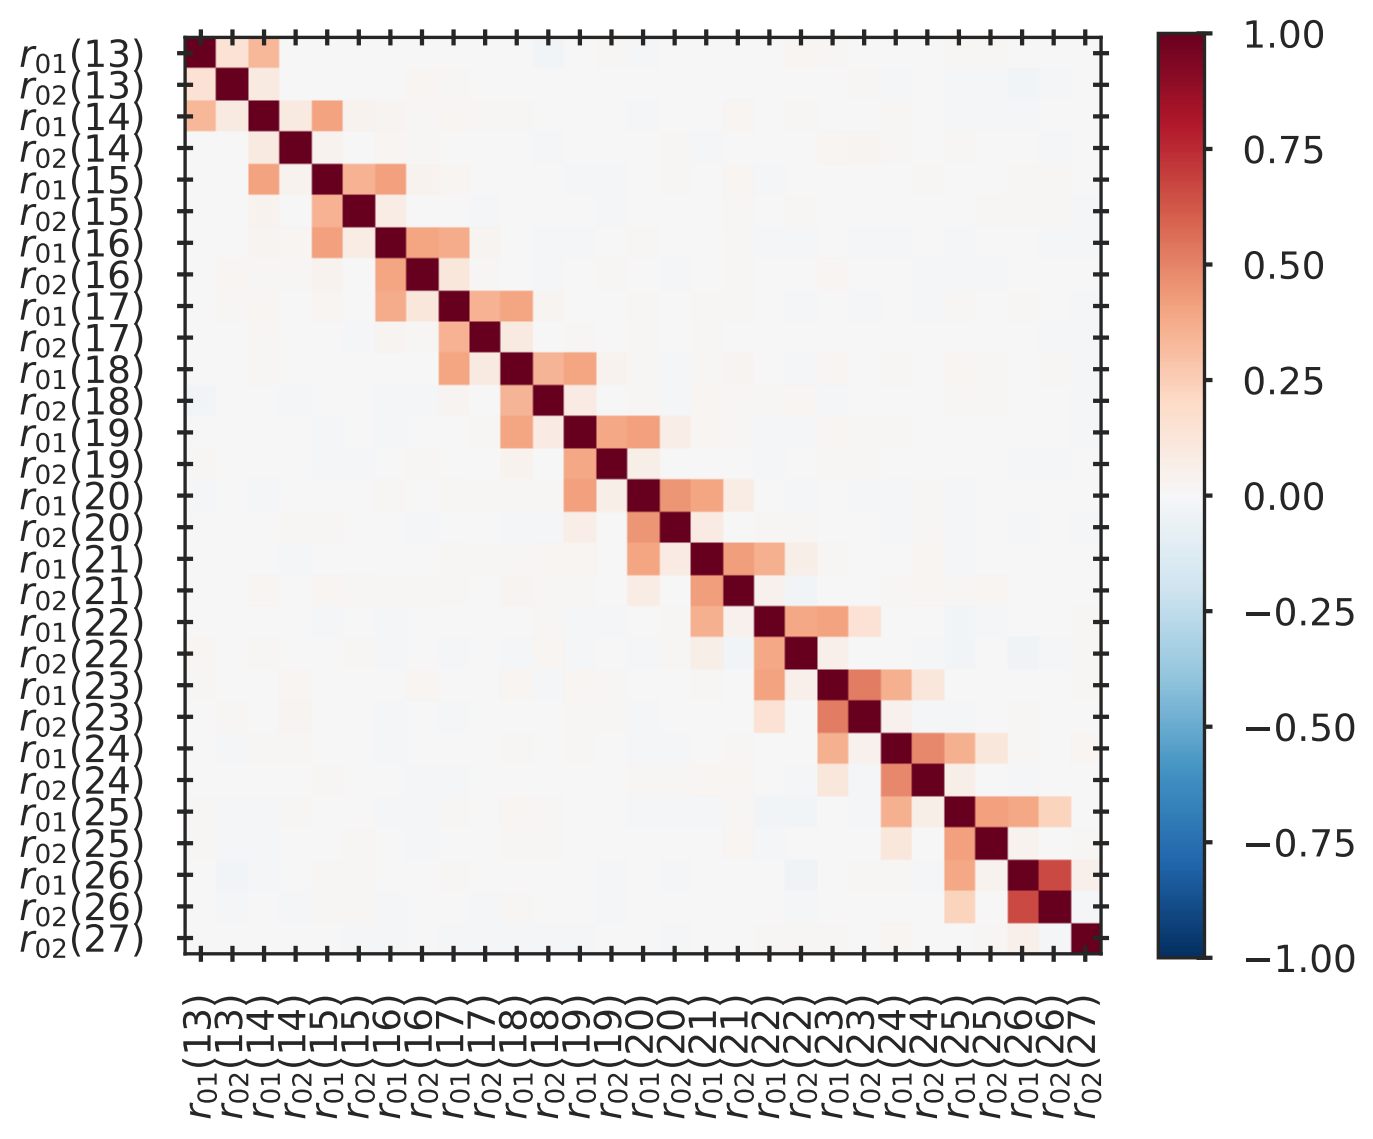 r01(13)
r02(13)
r01(14)
r02(14)
r01(15)
r02(15)
r01(16)
r02(16)
r01(17)
r02(17)
r01(18)
r02(18)
r01(19)
r02(19)
r01(20)
r02(20)
r01(21)
r02(21)
r01(22)
r02(22)
r01(23)
r02(23)
r01(24)
r02(24)
r01(25)
r02(25)
r01(26)
r02(26)
r02(27)
r01(13)
r02(13)
r01(14)
r02(14)
r01(15)
r02(15)
r01(16)
r02(16)
r01(17)
r02(17)
r01(18)
r02(18)
r01(19)
r02(19)
r01(20)
r02(20)
r01(21)
r02(21)
r01(22)
r02(22)
r01(23)
r02(23)
r01(24)
r02(24)
r01(25)
r02(25)
r01(26)
r02(26)
r02(27)
1.00
0.75
0.50
0.25
0.00
−0.25
−0.50
−0.75
−1.00